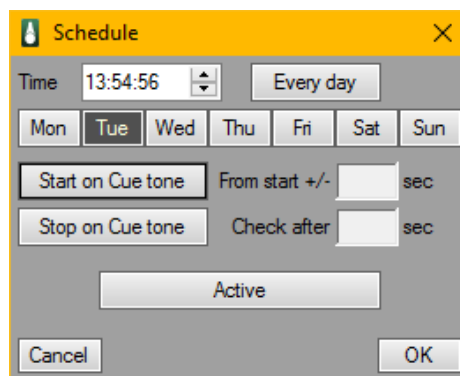 Schedule
Time 13:54:56 Every day
Mon Tue Wed Thu Fri Sat Sun
Start on Cue tone From start +/- sec
Stop on Cue tone Check after sec
Active
Cancel OK